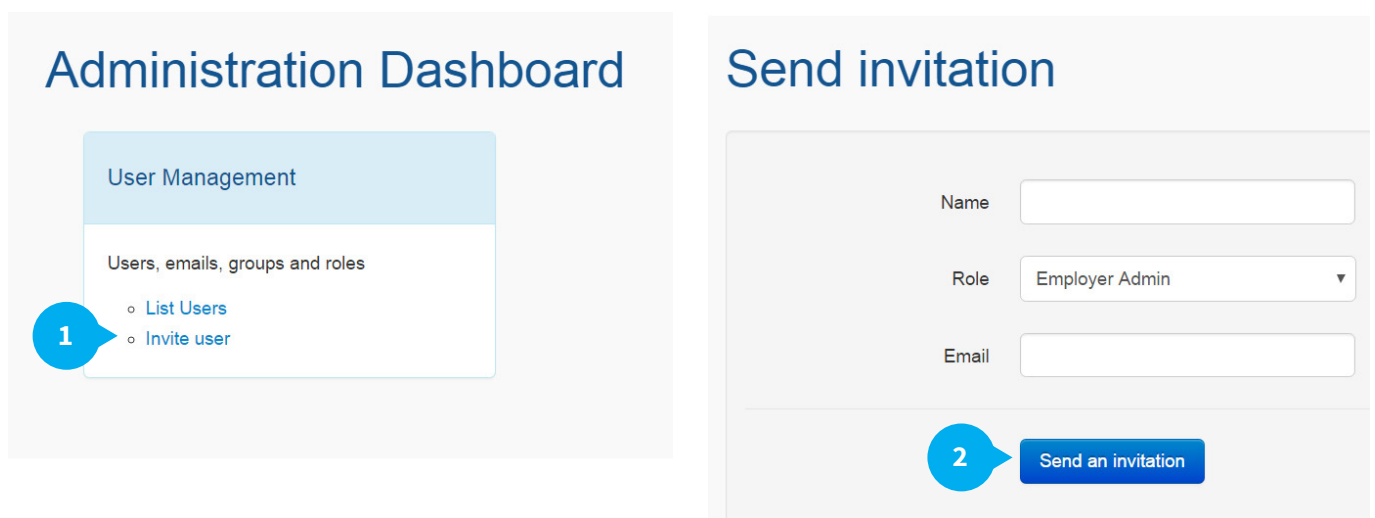 Administration Dashboard
User Management
Users, emails, groups and roles
List Users
1
Invite user
Send invitation
Name
Role
Employer Admin
Email
2
Send an invitation